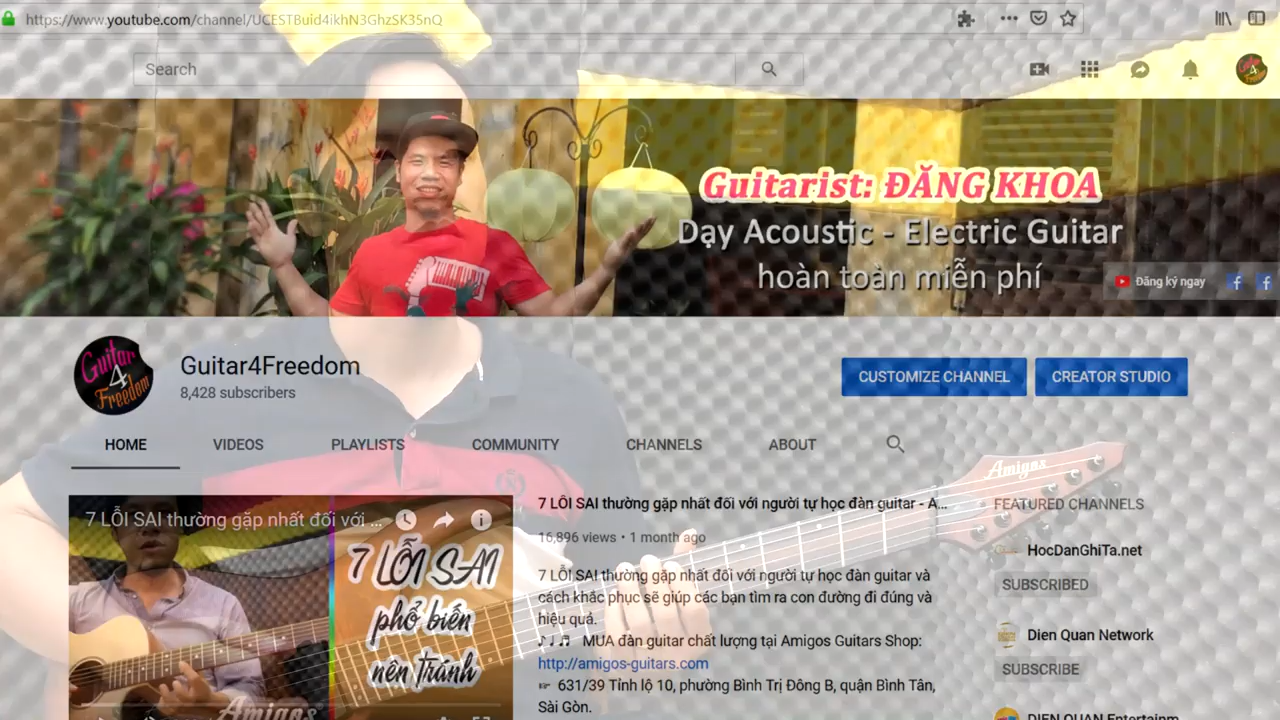 https://www.youtube.com/channel/UCESTBuid4ikhN3GhzSK35nQ
Search
Guitarist: ĐĂNG KHOA
Dạy Acoustic - Electric Guitar
hoàn toàn miễn phí
Đăng ký ngay
Guitar
4
Freedom
Guitar4Freedom
8,428 subscribers
CUSTOMIZE CHANNEL
CREATOR STUDIO
HOME VIDEOS PLAYLISTS COMMUNITY CHANNELS ABOUT
Amigos
7 LỖI SAI thường gặp nhất đối với ...
7 LỖI SAI
phổ biến
nên tránh
Amigos
7 LỖI SAI thường gặp nhất đối với người tự học đàn guitar - A...
16,896 views • 1 month ago
7 LỖI SAI thường gặp nhất đối với người tự học đàn guitar và
cách khắc phục sẽ giúp các bạn tìm ra con đường đi đúng và
hiệu quả.
♪♩♫ MUA đàn guitar chất lượng tại Amigos Guitars Shop:
http://amigos-guitars.com
☞ 631/39 Tỉnh lộ 10, phường Bình Trị Đông B, quận Bình Tân,
Sài Gòn.
FEATURED CHANNELS
HocDanGhiTa.net
SUBSCRIBED
Dien Quan Network
SUBSCRIBE
DIEN QUAN Entertainm